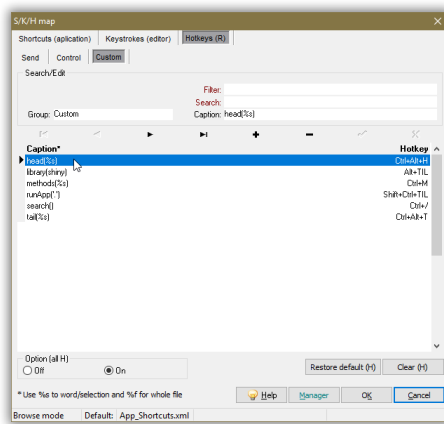 S/K/H map
Shortcuts (aplication) Keystrokes (editor) Hotkeys (R)
Send Control Custom
Search/Edit
Filter:
Search:
Group: Custom Caption: head(%s)
Caption* Hotkey
head(%s) Ctrl+Alt+H
library(shiny) Alt+TIL
methods(%s) Ctrl+M
runApp('.') Shift+Ctrl+TIL
search() Ctrl+/
tail(%s) Ctrl+Alt+T
Option (all H)
Off On
Restore default (H) Clear (H)
* Use %s to word/selection and %f for whole file
Help Manager OK Cancel
Browse mode Default: App_Shortcuts.xml